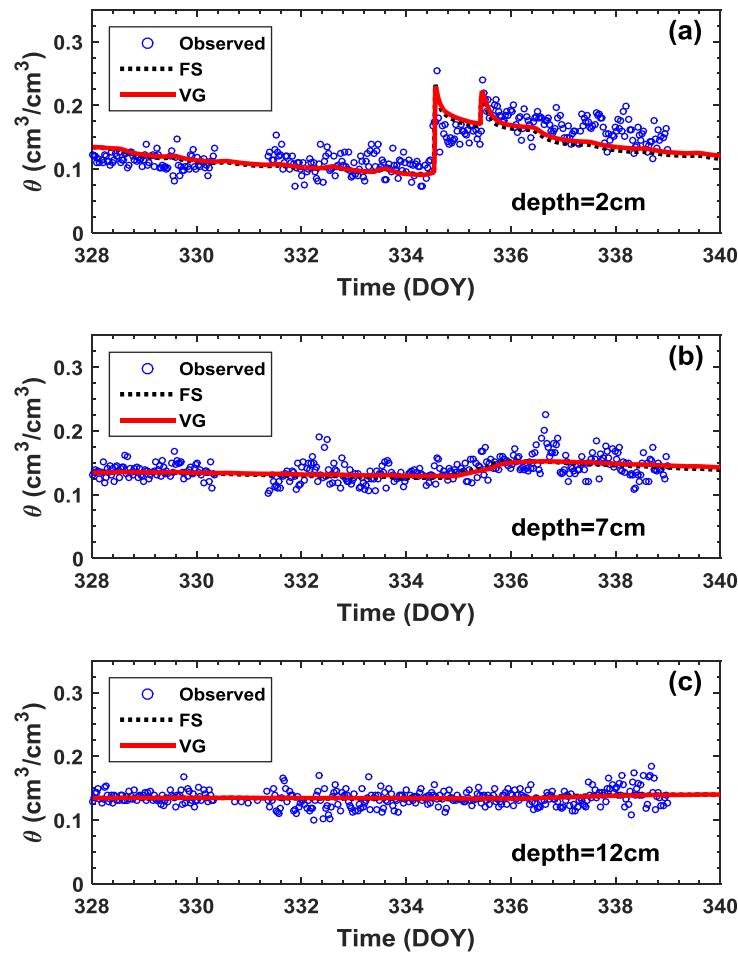 (a)
Observed
FS
VG
0.3
0.2
0.1
0
θ (cm³/cm³)
depth=2cm
328 330 332 334 336 338 340
Time (DOY)
(b)
Observed
FS
VG
0.3
0.2
0.1
0
θ (cm³/cm³)
depth=7cm
328 330 332 334 336 338 340
Time (DOY)
(c)
Observed
FS
VG
0.3
0.2
0.1
0
θ (cm³/cm³)
depth=12cm
328 330 332 334 336 338 340
Time (DOY)